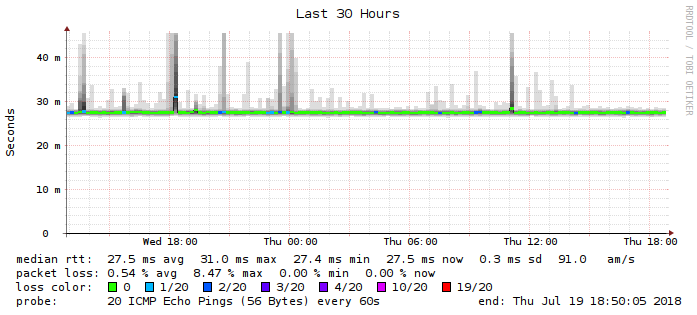 Last 30 Hours
RRDTOOL / TOBI OETIKER
Seconds
40 m
30 m
20 m
10 m
0
Wed 18:00 Thu 00:00 Thu 06:00 Thu 12:00 Thu 18:00
median rtt: 27.5 ms avg 31.0 ms max 27.4 ms min 27.5 ms now 0.3 ms sd 91.0 am/s
packet loss: 0.54 % avg 8.47 % max 0.00 % min 0.00 % now
loss color: 0 1/20 2/20 3/20 4/20 10/20 19/20
probe: 20 ICMP Echo Pings (56 Bytes) every 60s end: Thu Jul 19 18:50:05 2018